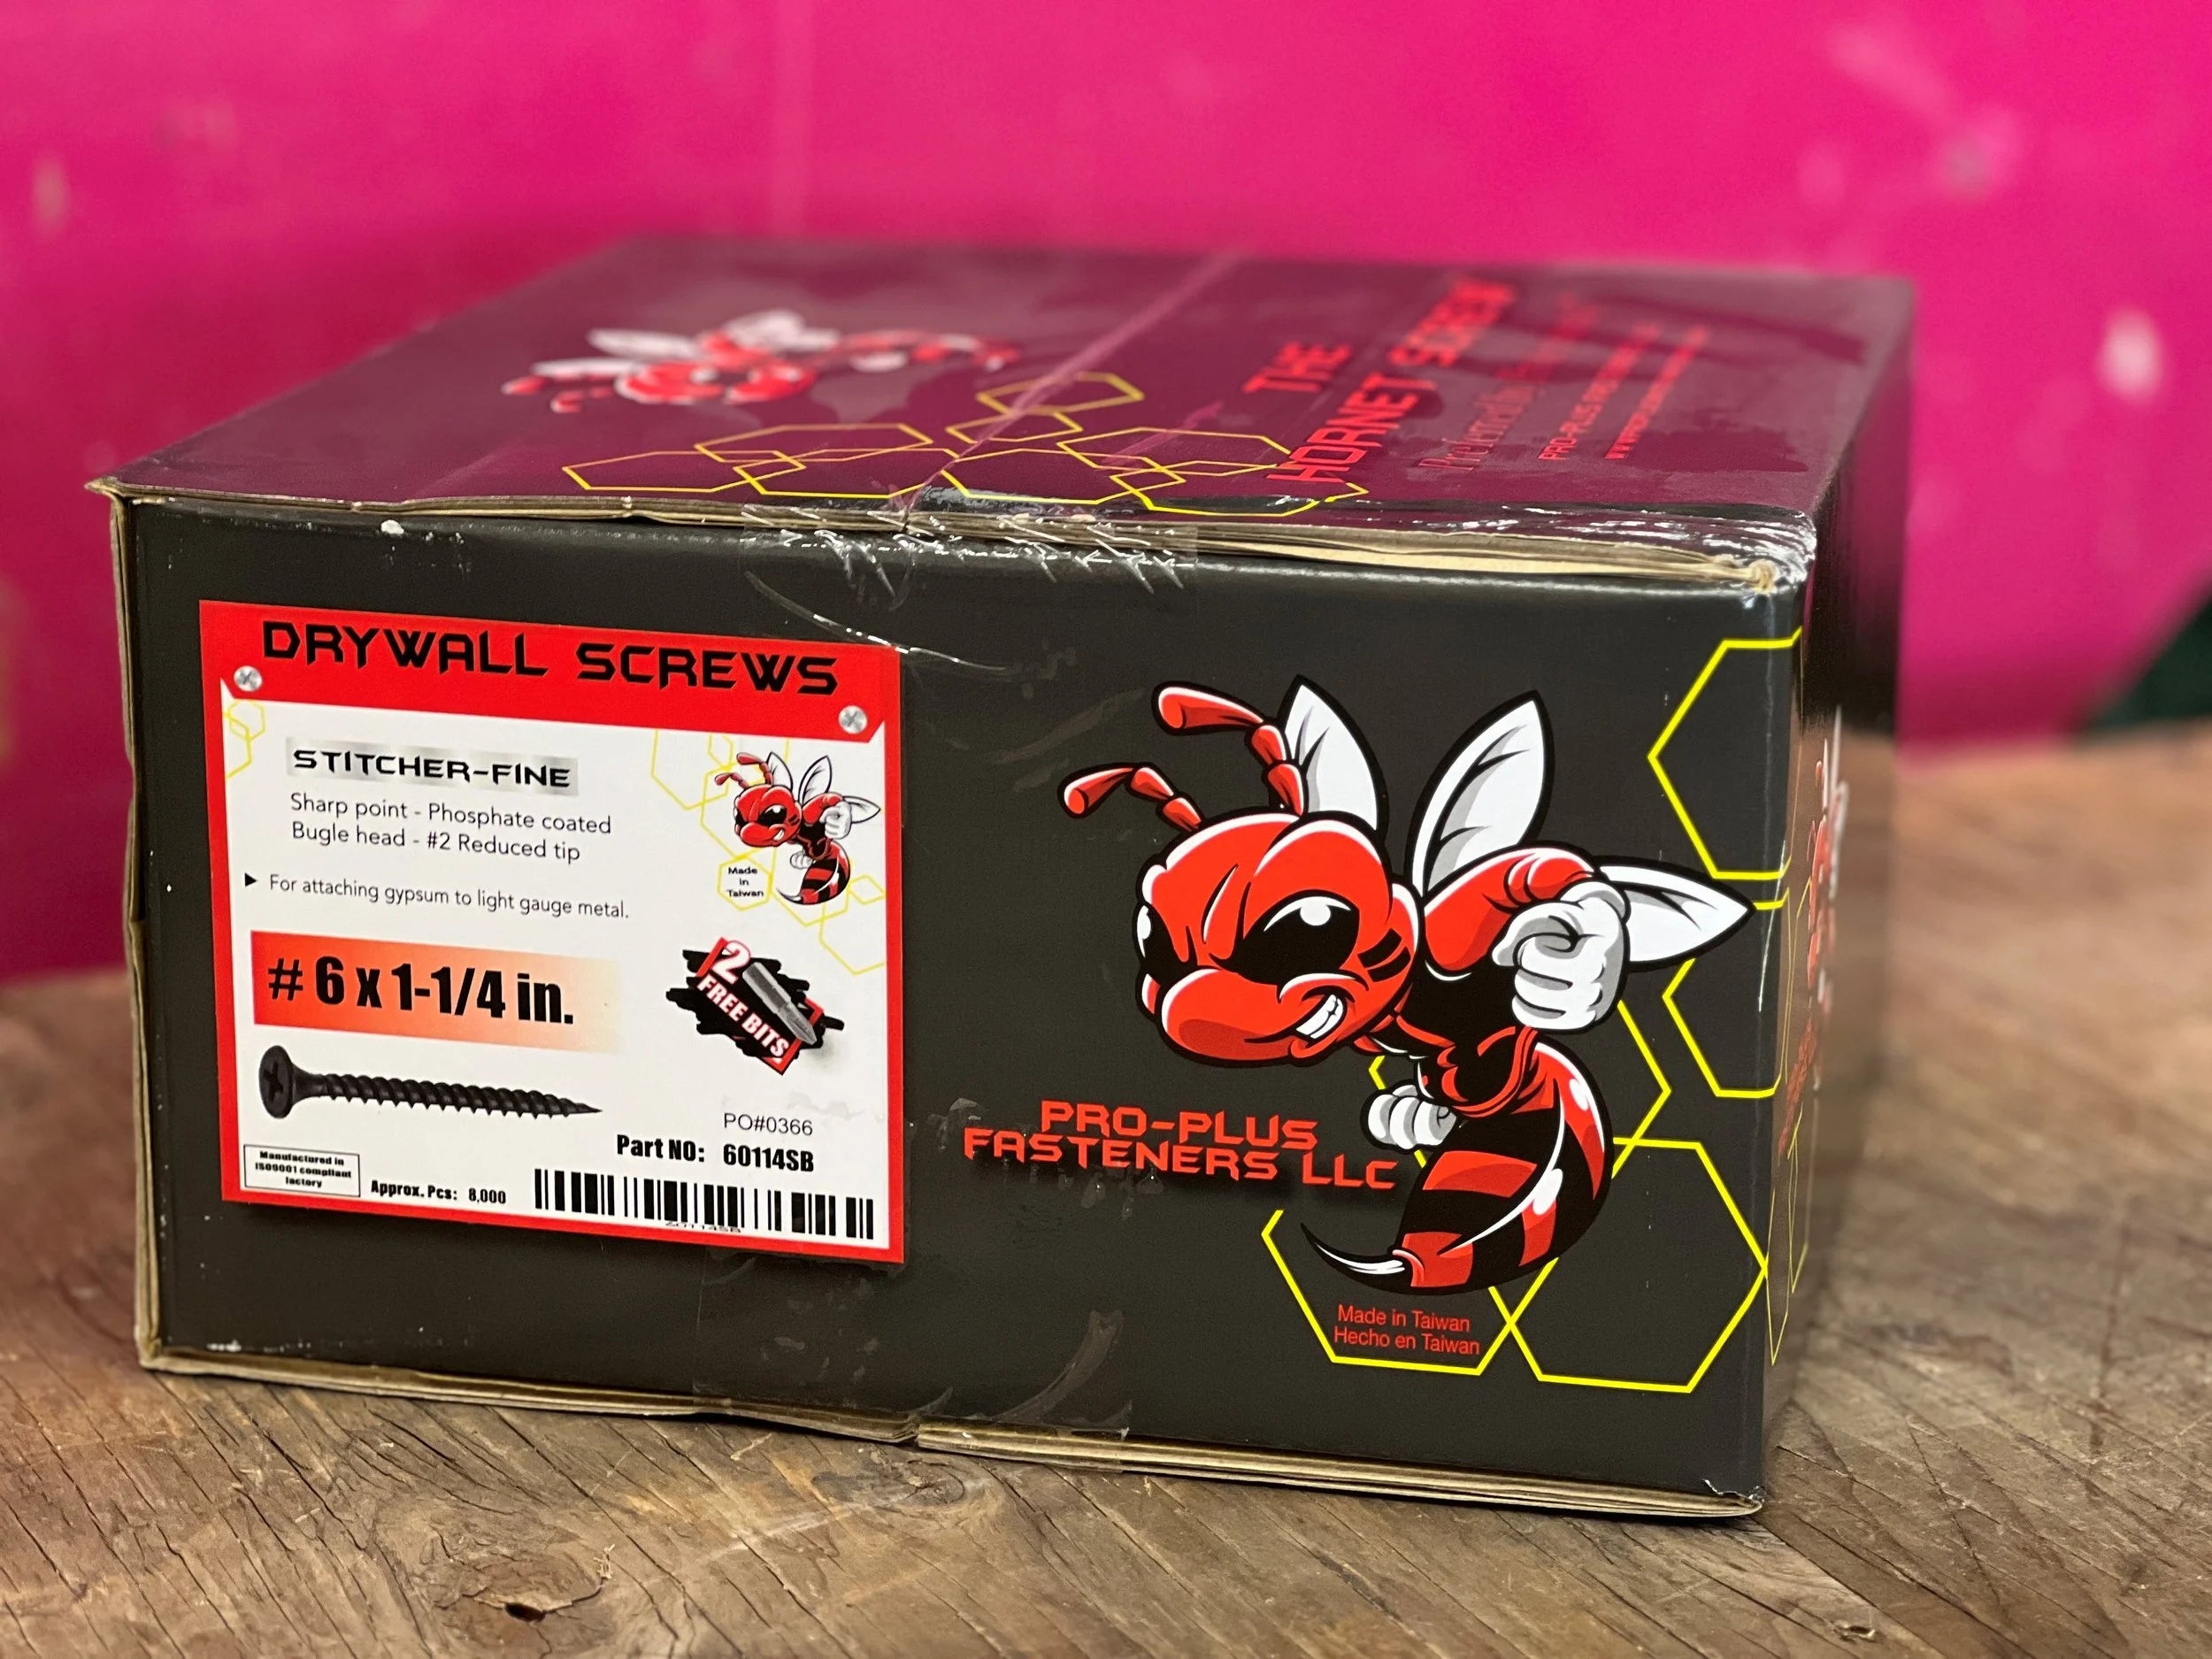 THE
HORNET SCREW
Preferred by
PRO-PLUS
DRYWALL SCREWS
STITCHER-FINE
Sharp point - Phosphate coated
Bugle head - #2 Reduced tip
▶ For attaching gypsum to light gauge metal.
Made
in
Taiwan
# 6 x 1-1/4 in.
2
FREE BITS
PO#0366
Part NO: 60114SB
Manufactured in
ISO9001 compliant
factory
Approx. Pcs: 8,000
60114SB
PRO-PLUS
FASTENERS LLC
Made in Taiwan
Hecho en Taiwan